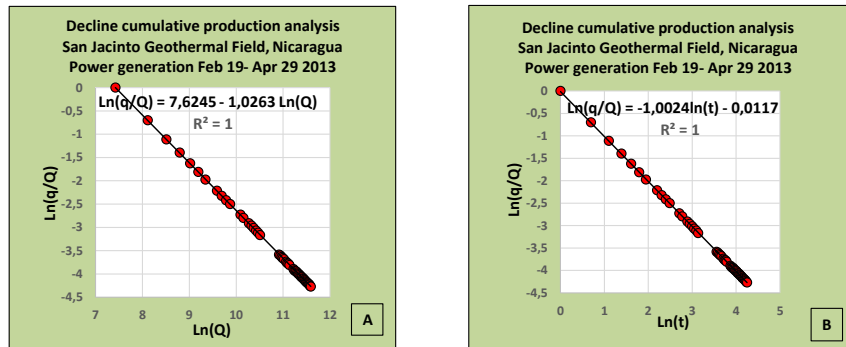 Decline cumulative production analysis
San Jacinto Geothermal Field, Nicaragua
Power generation Feb 19- Apr 29 2013
Ln(q/Q) = 7,6245 - 1,0263 Ln(Q)
R² = 1
0
-0,5
-1
-1,5
-2
-2,5
-3
-3,5
-4
-4,5
Ln(q/Q)
7 8 9 10 11 12
Ln(Q)
A
Decline cumulative production analysis
San Jacinto Geothermal Field, Nicaragua
Power generation Feb 19- Apr 29 2013
Ln(q/Q) = -1,0024ln(t) - 0,0117
R² = 1
0
-0,5
-1
-1,5
-2
-2,5
-3
-3,5
-4
-4,5
Ln(q/Q)
0 1 2 3 4 5
Ln(t)
B